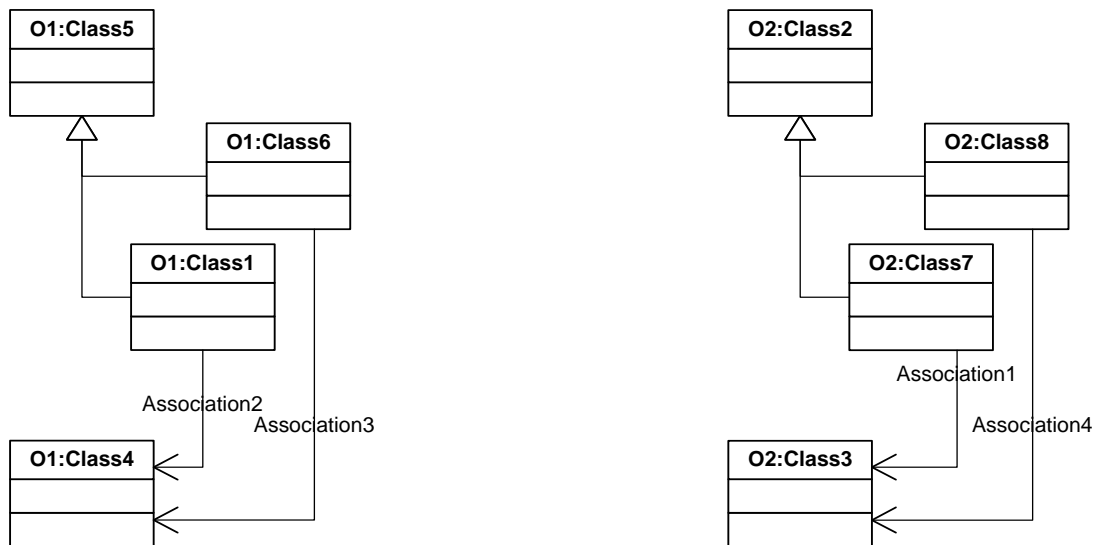 O1:Class5
O2:Class2
O1:Class6
O2:Class8
O1:Class1
O2:Class7
Association1
Association2
Association3
Association4
O1:Class4
O2:Class3